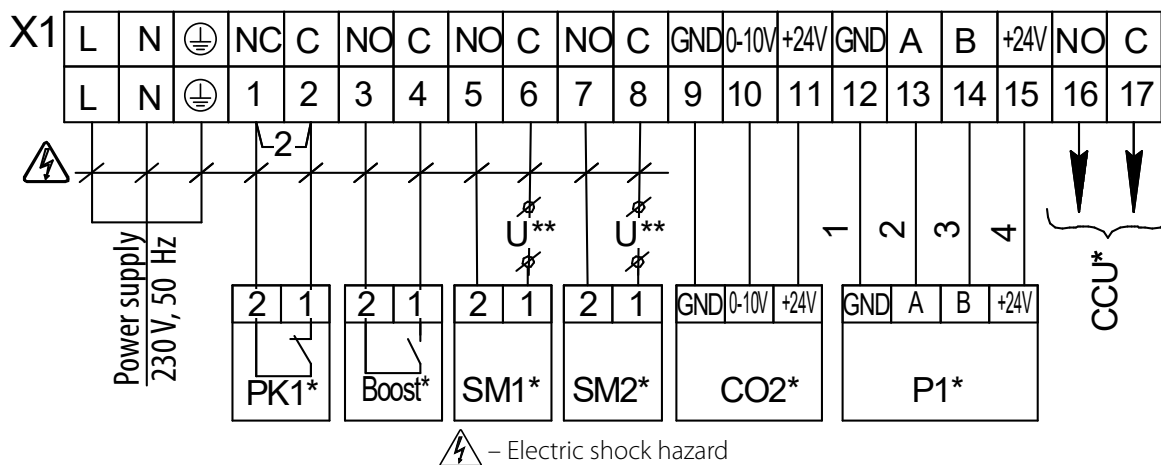 X1 L N NC C NO C NO C NO C GND 0-10V +24V GND A B +24V NO C
L N 1 2 3 4 5 6 7 8 9 10 11 12 13 14 15 16 17
2
U** U**
1 2 3 4
Power supply
230 V, 50 Hz
CCU*
2 1 2 1 2 1 2 1 GND 0-10V +24V GND A B +24V
PK1* Boost* SM1* SM2* CO2* P1*
– Electric shock hazard